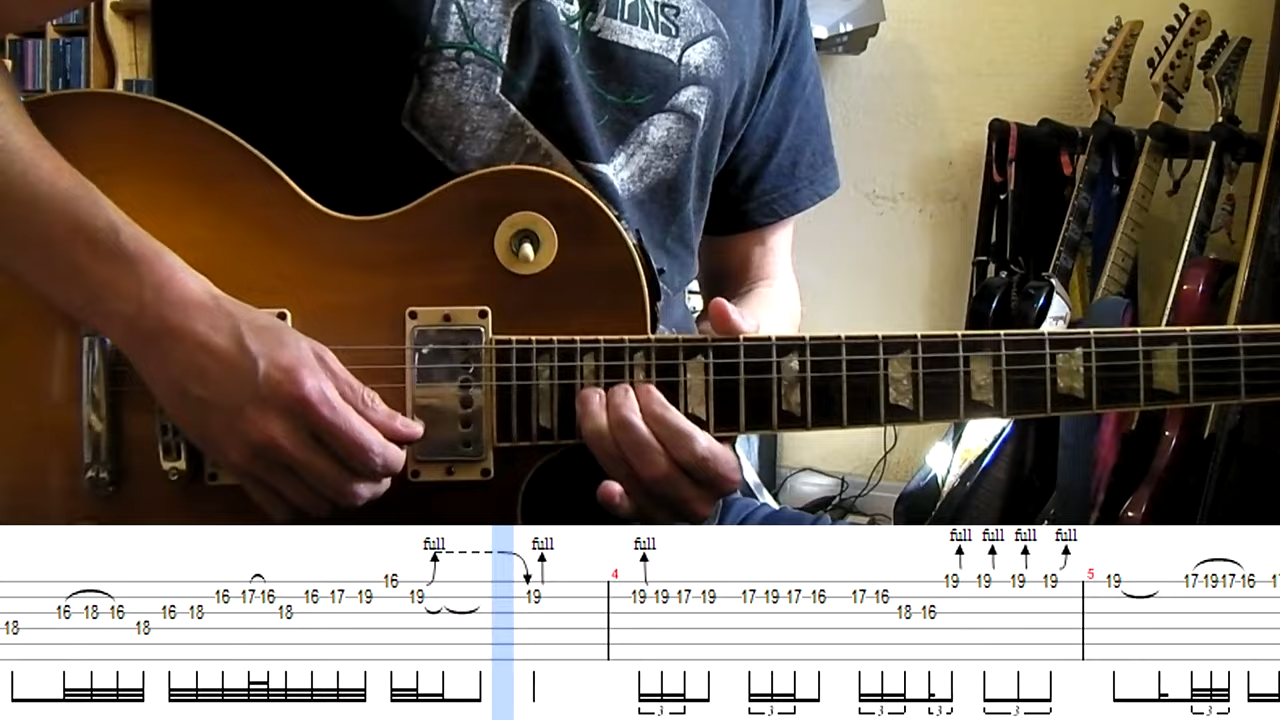 ONS
full full full full full full full
4 5
16 19 19 19 19 19
16 17 16 16 17 19 19 19 19 19 17 19 17 19 17 16 17 16 17 19 17 16
16 18 16 16 18 18 18 16
18 18
3 3 3 3 3 3